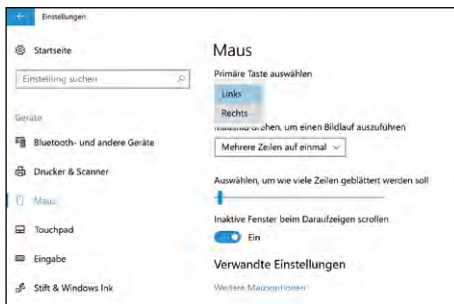 Einstellungen
Startseite
Einstellung suchen
Geräte
Bluetooth- und andere Geräte
Drucker & Scanner
Maus
Touchpad
Eingabe
Stift & Windows Ink
Maus
Primäre Taste auswählen
Links
Rechts
Mausrad drehen, um einen Bildlauf auszuführen
Mehrere Zeilen auf einmal
Auswählen, um wie viele Zeilen geblättert werden soll
Inaktive Fenster beim Daraufzeigen scrollen
Ein
Verwandte Einstellungen
Weitere Mausoptionen